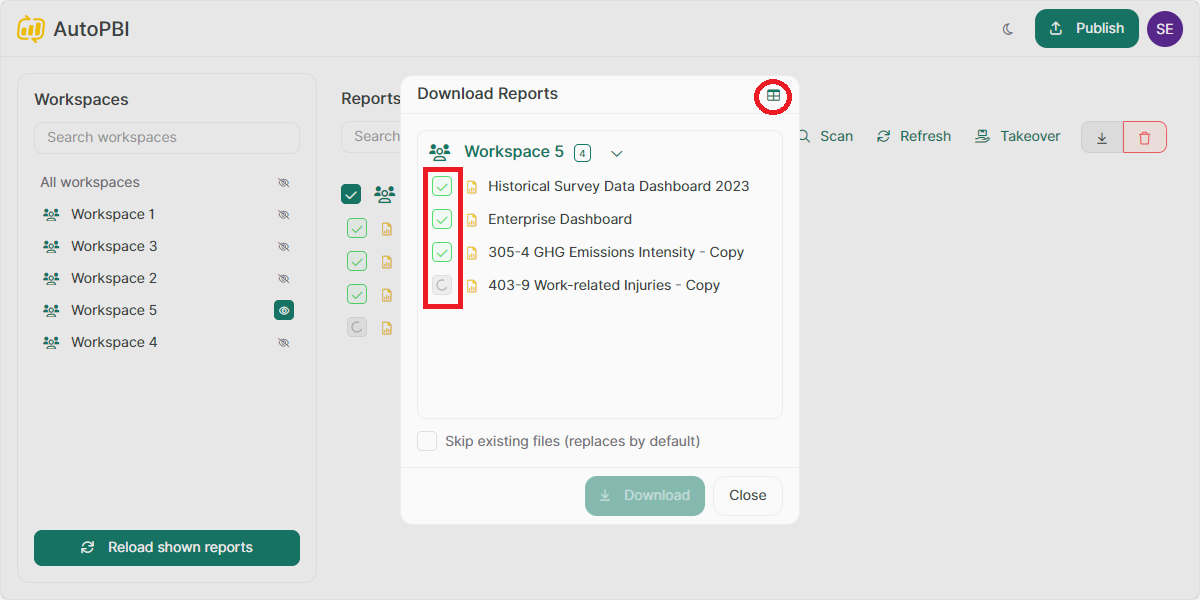 AutoPBI
Publish
SE
Workspaces
Search workspaces
All workspaces
Workspace 1
Workspace 3
Workspace 2
Workspace 5
Workspace 4
Reload shown reports
Reports
Search
Scan
Refresh
Takeover
Download Reports
Workspace 5 4
Historical Survey Data Dashboard 2023
Enterprise Dashboard
305-4 GHG Emissions Intensity - Copy
403-9 Work-related Injuries - Copy
Skip existing files (replaces by default)
Download
Close